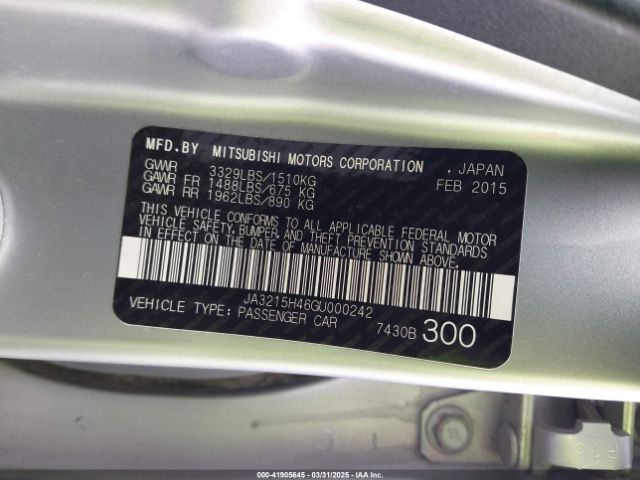 MFD.BY MITSUBISHI MOTORS CORPORATION , JAPAN
GVWR 3329LBS/1510KG FEB 2015
GAWR FR 1488LBS/675 KG
GAWR RR 1962LBS/890 KG
THIS VEHICLE CONFORMS TO ALL APPLICABLE FEDERAL MOTOR
VEHICLE SAFETY, BUMPER, AND THEFT PREVENTION STANDARDS
IN EFFECT ON THE DATE OF MANUFACTURE SHOWN ABOVE.
JA3215H46GU000242
VEHICLE TYPE: PASSENGER CAR 7430B 300
00-41905645 - 03/31/2025 - IAA Inc.